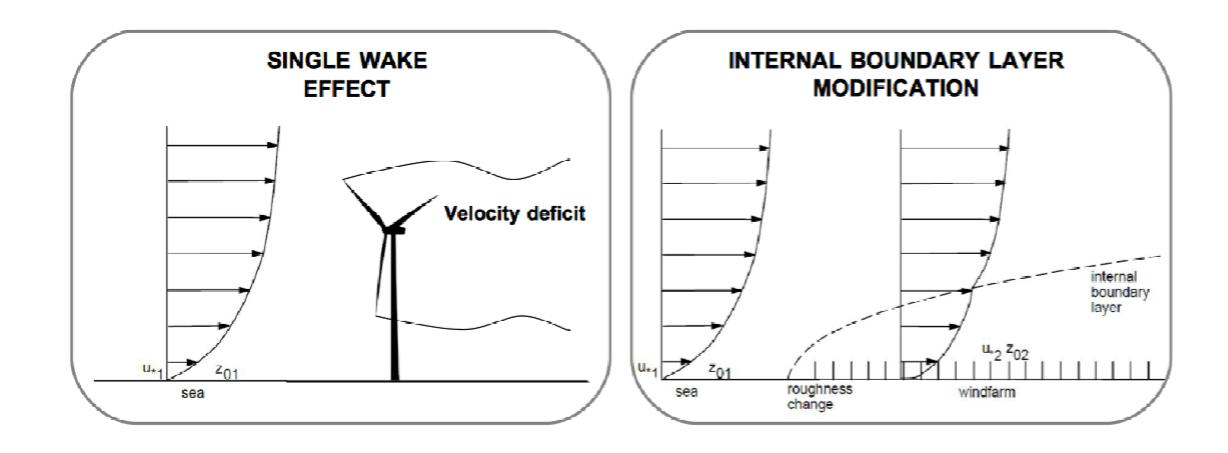 SINGLE WAKE
EFFECT
Velocity deficit
u*1
z01
sea
INTERNAL BOUNDARY LAYER
MODIFICATION
internal
boundary
layer
u*2 z02
u*1
z01
sea
roughness
change
windfarm